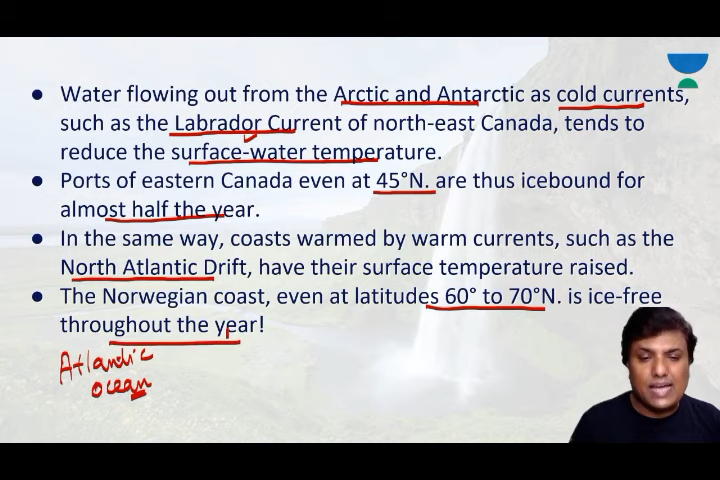 ● Water flowing out from the Arctic and Antarctic as cold currents,
such as the Labrador Current of north-east Canada, tends to
reduce the surface-water temperature.
● Ports of eastern Canada even at 45°N. are thus icebound for
almost half the year.
● In the same way, coasts warmed by warm currents, such as the
North Atlantic Drift, have their surface temperature raised.
● The Norwegian coast, even at latitudes 60° to 70°N. is ice-free
throughout the year!
Atlandic
ocean